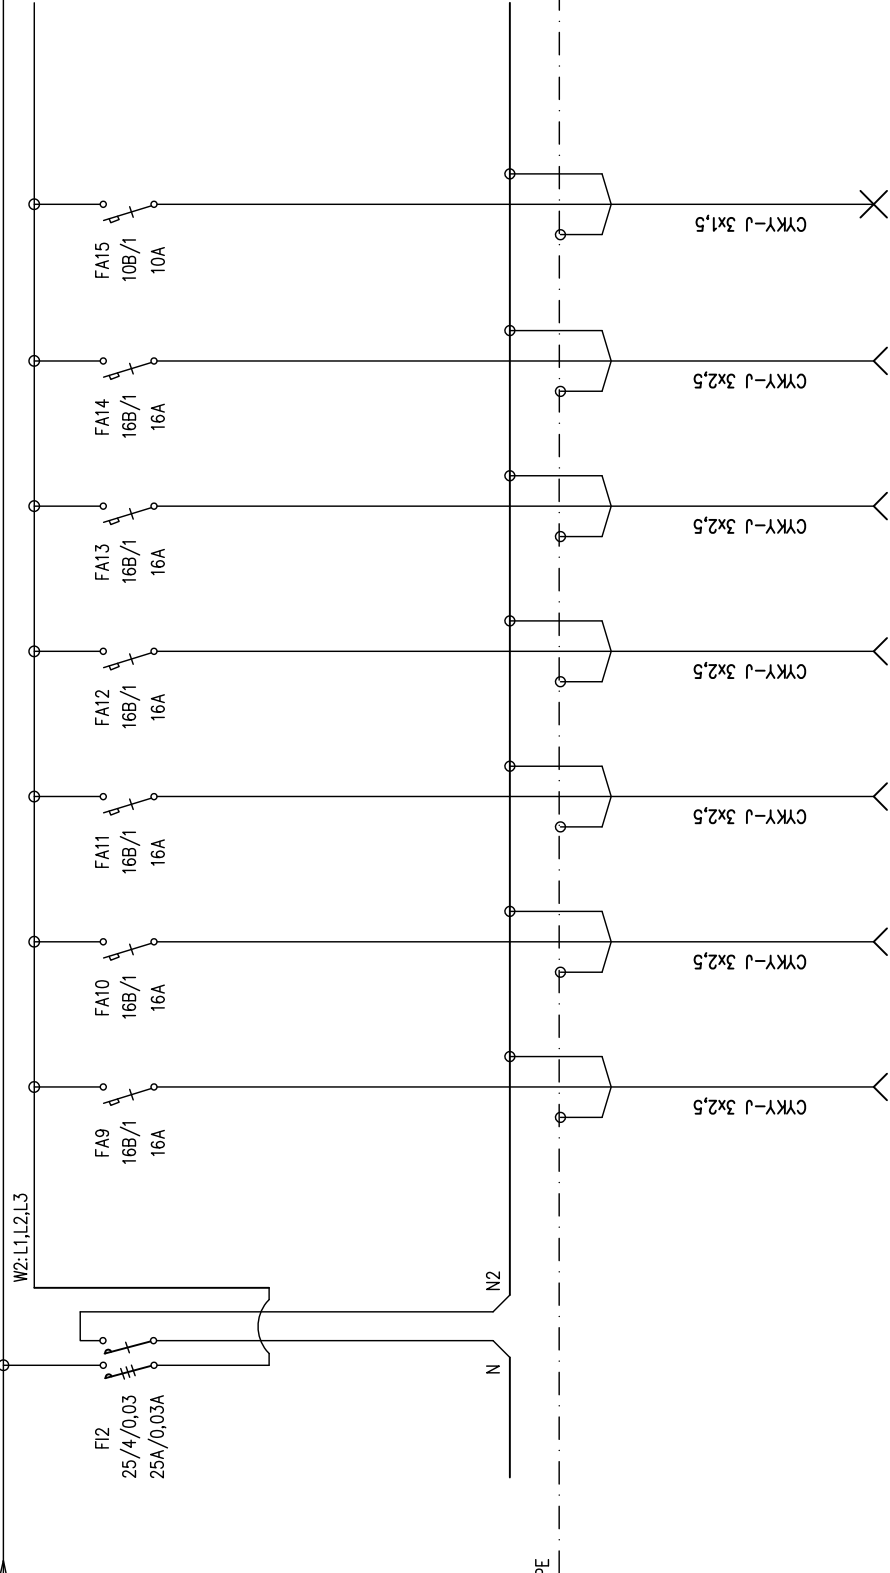 W2: L1,L2,L3
FI2
25/4/0,03
25A/0,03A
FA9
16B/1
16A
FA10
16B/1
16A
FA11
16B/1
16A
FA12
16B/1
16A
FA13
16B/1
16A
FA14
16B/1
16A
FA15
10B/1
10A
N
N2
PE
CYKY-J 3x2,5
CYKY-J 3x2,5
CYKY-J 3x2,5
CYKY-J 3x2,5
CYKY-J 3x2,5
CYKY-J 3x2,5
CYKY-J 3x1,5